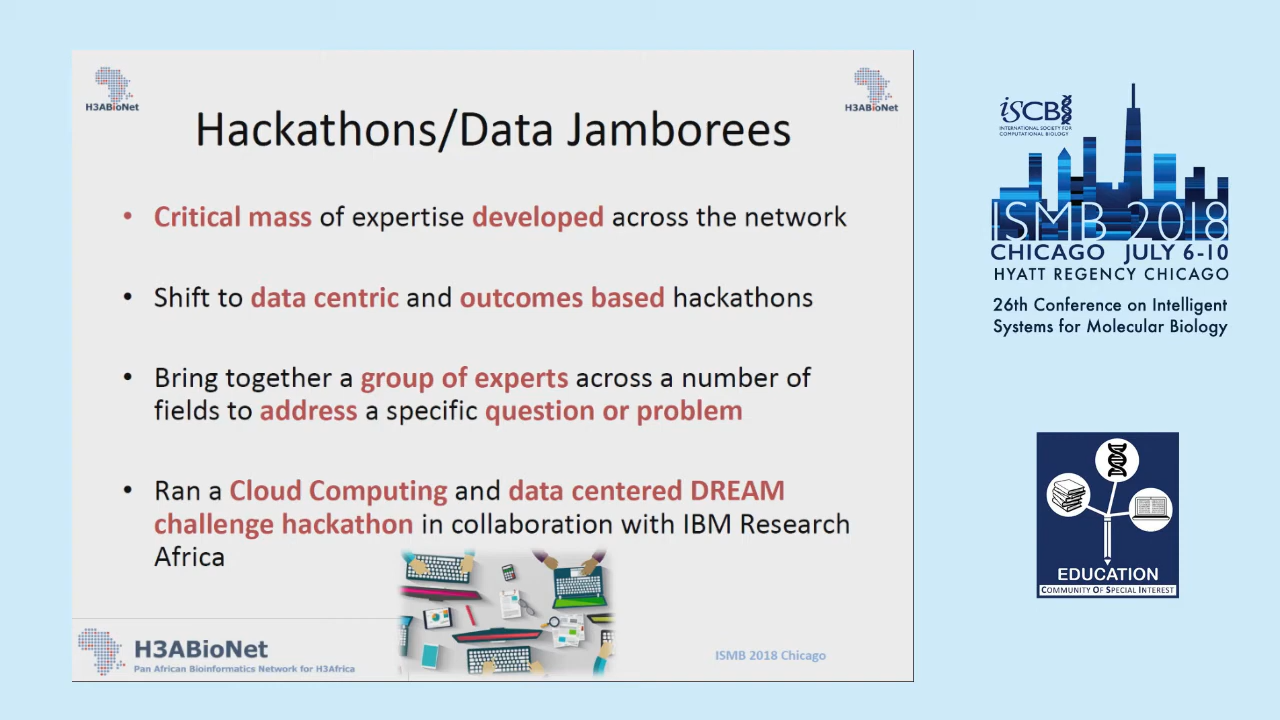 H3ABioNet
H3ABioNet
Hackathons/Data Jamborees
• Critical mass of expertise developed across the network
• Shift to data centric and outcomes based hackathons
• Bring together a group of experts across a number of
fields to address a specific question or problem
• Ran a Cloud Computing and data centered DREAM
challenge hackathon in collaboration with IBM Research
Africa
H3ABioNet
Pan African Bioinformatics Network for H3Africa
ISMB 2018 Chicago
iSCB
INTERNATIONAL SOCIETY FOR
COMPUTATIONAL BIOLOGY
ISMB 2018
CHICAGO JULY 6-10
HYATT REGENCY CHICAGO
26th Conference on Intelligent
Systems for Molecular Biology
EDUCATION
COMMUNITY OF SPECIAL INTEREST